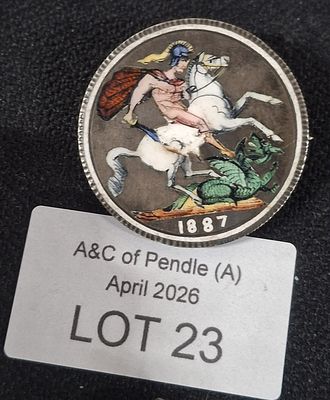 1887
A&C of Pendle (A)
April 2026
LOT 23